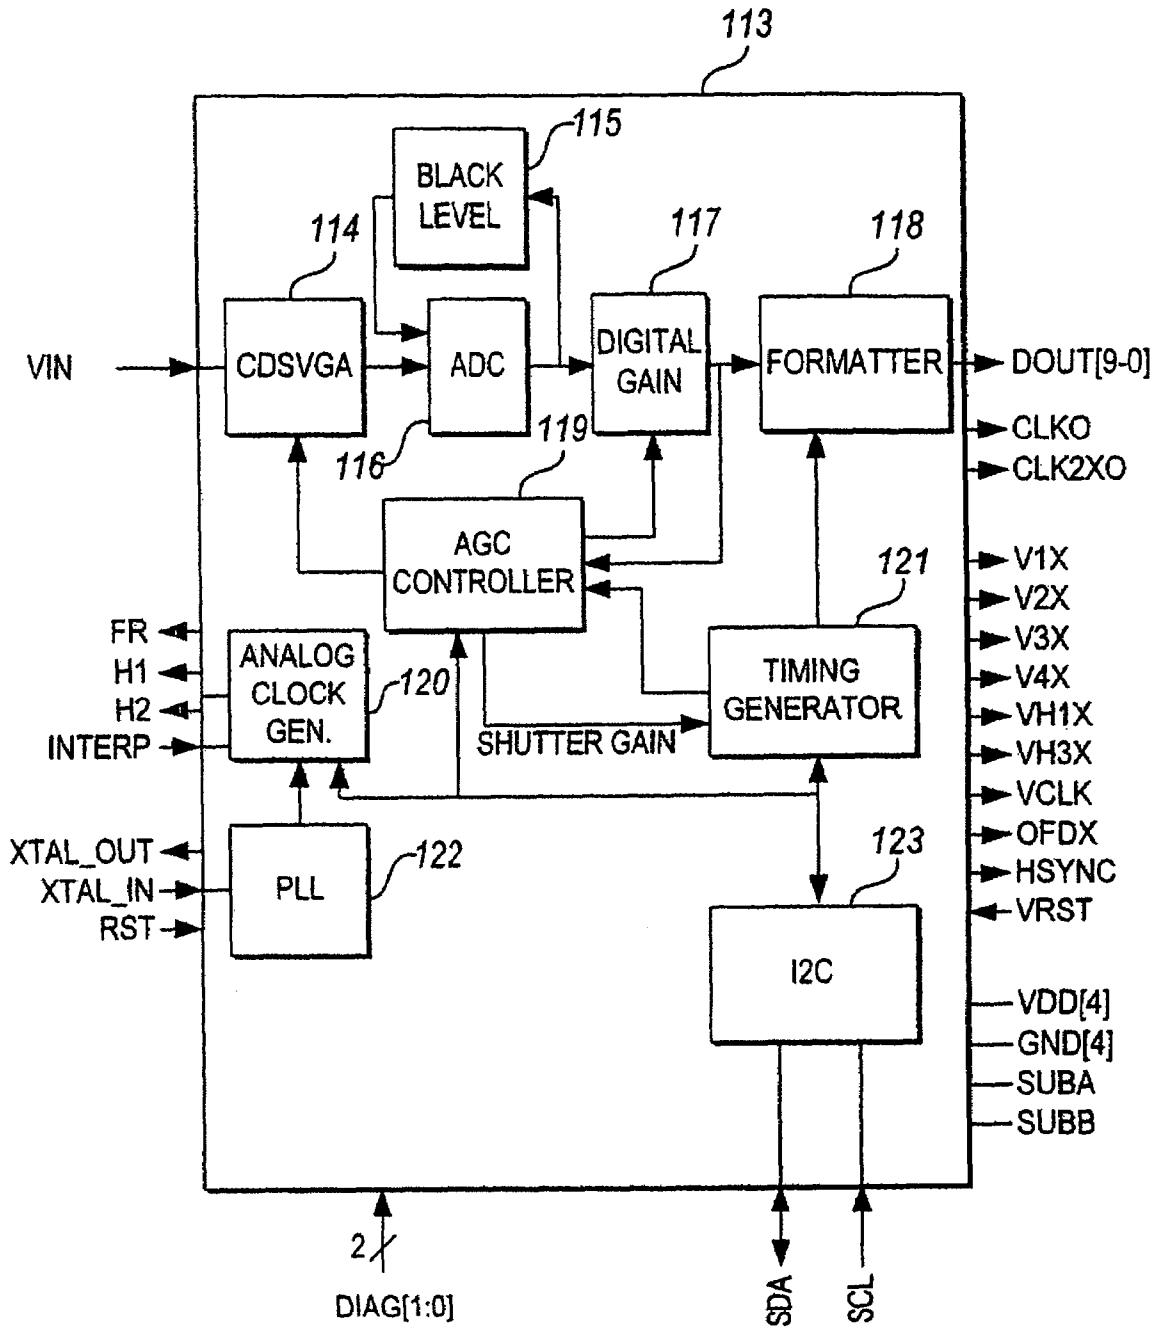 113
115
BLACK
LEVEL
114
117
118
CDSVGA
ADC
DIGITAL
GAIN
FORMATTER
VIN
DOUT[9-0]
CLKO
CLK2XO
116
119
AGC
CONTROLLER
121
V1X
V2X
V3X
V4X
VH1X
VH3X
VCLK
OFDX
HSYNC
VRST
FR
H1
H2
INTERP
ANALOG
CLOCK
GEN.
120
TIMING
GENERATOR
SHUTTER GAIN
XTAL_OUT
XTAL_IN
RST
PLL
122
123
I2C
VDD[4]
GND[4]
SUBA
SUBB
2
DIAG[1:0]
SDA
SCL